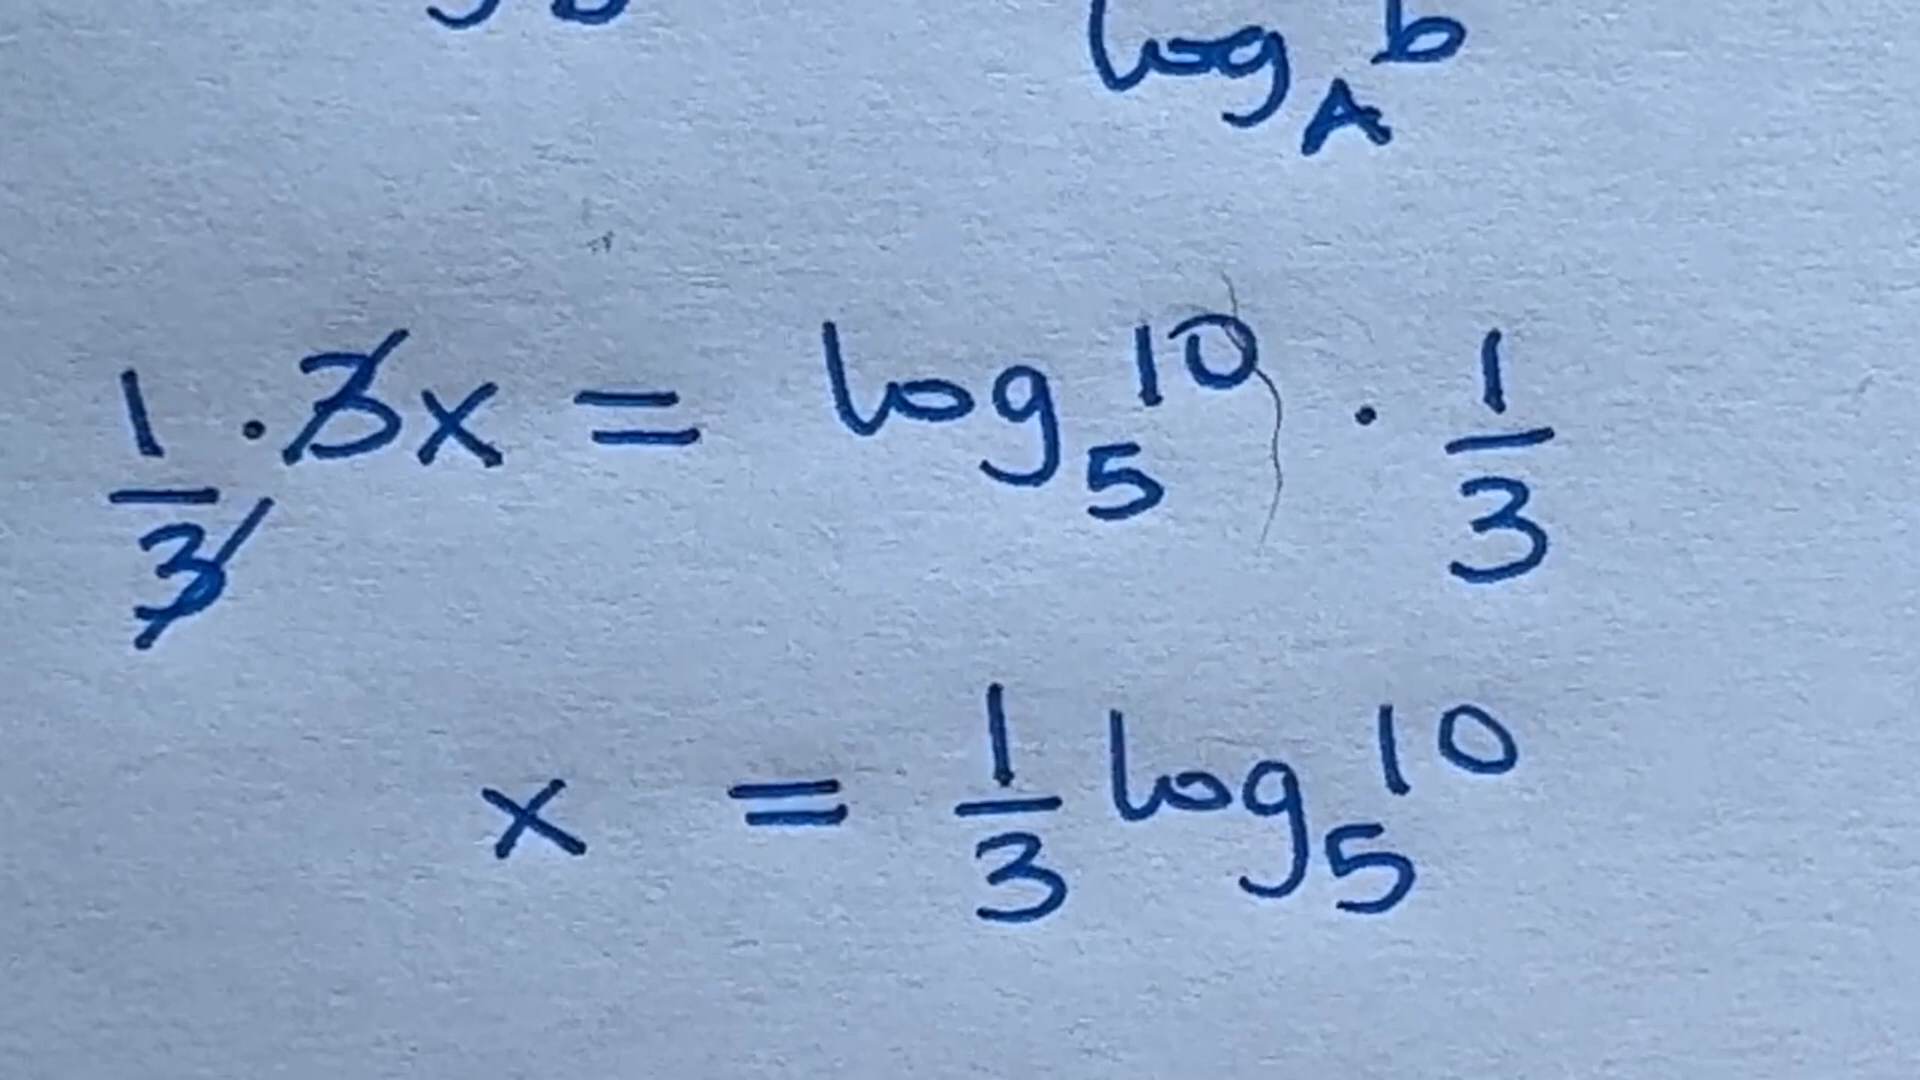 log_A b
1/3 · 3x = log_5 10 · 1/3
x = 1/3 log_5 10